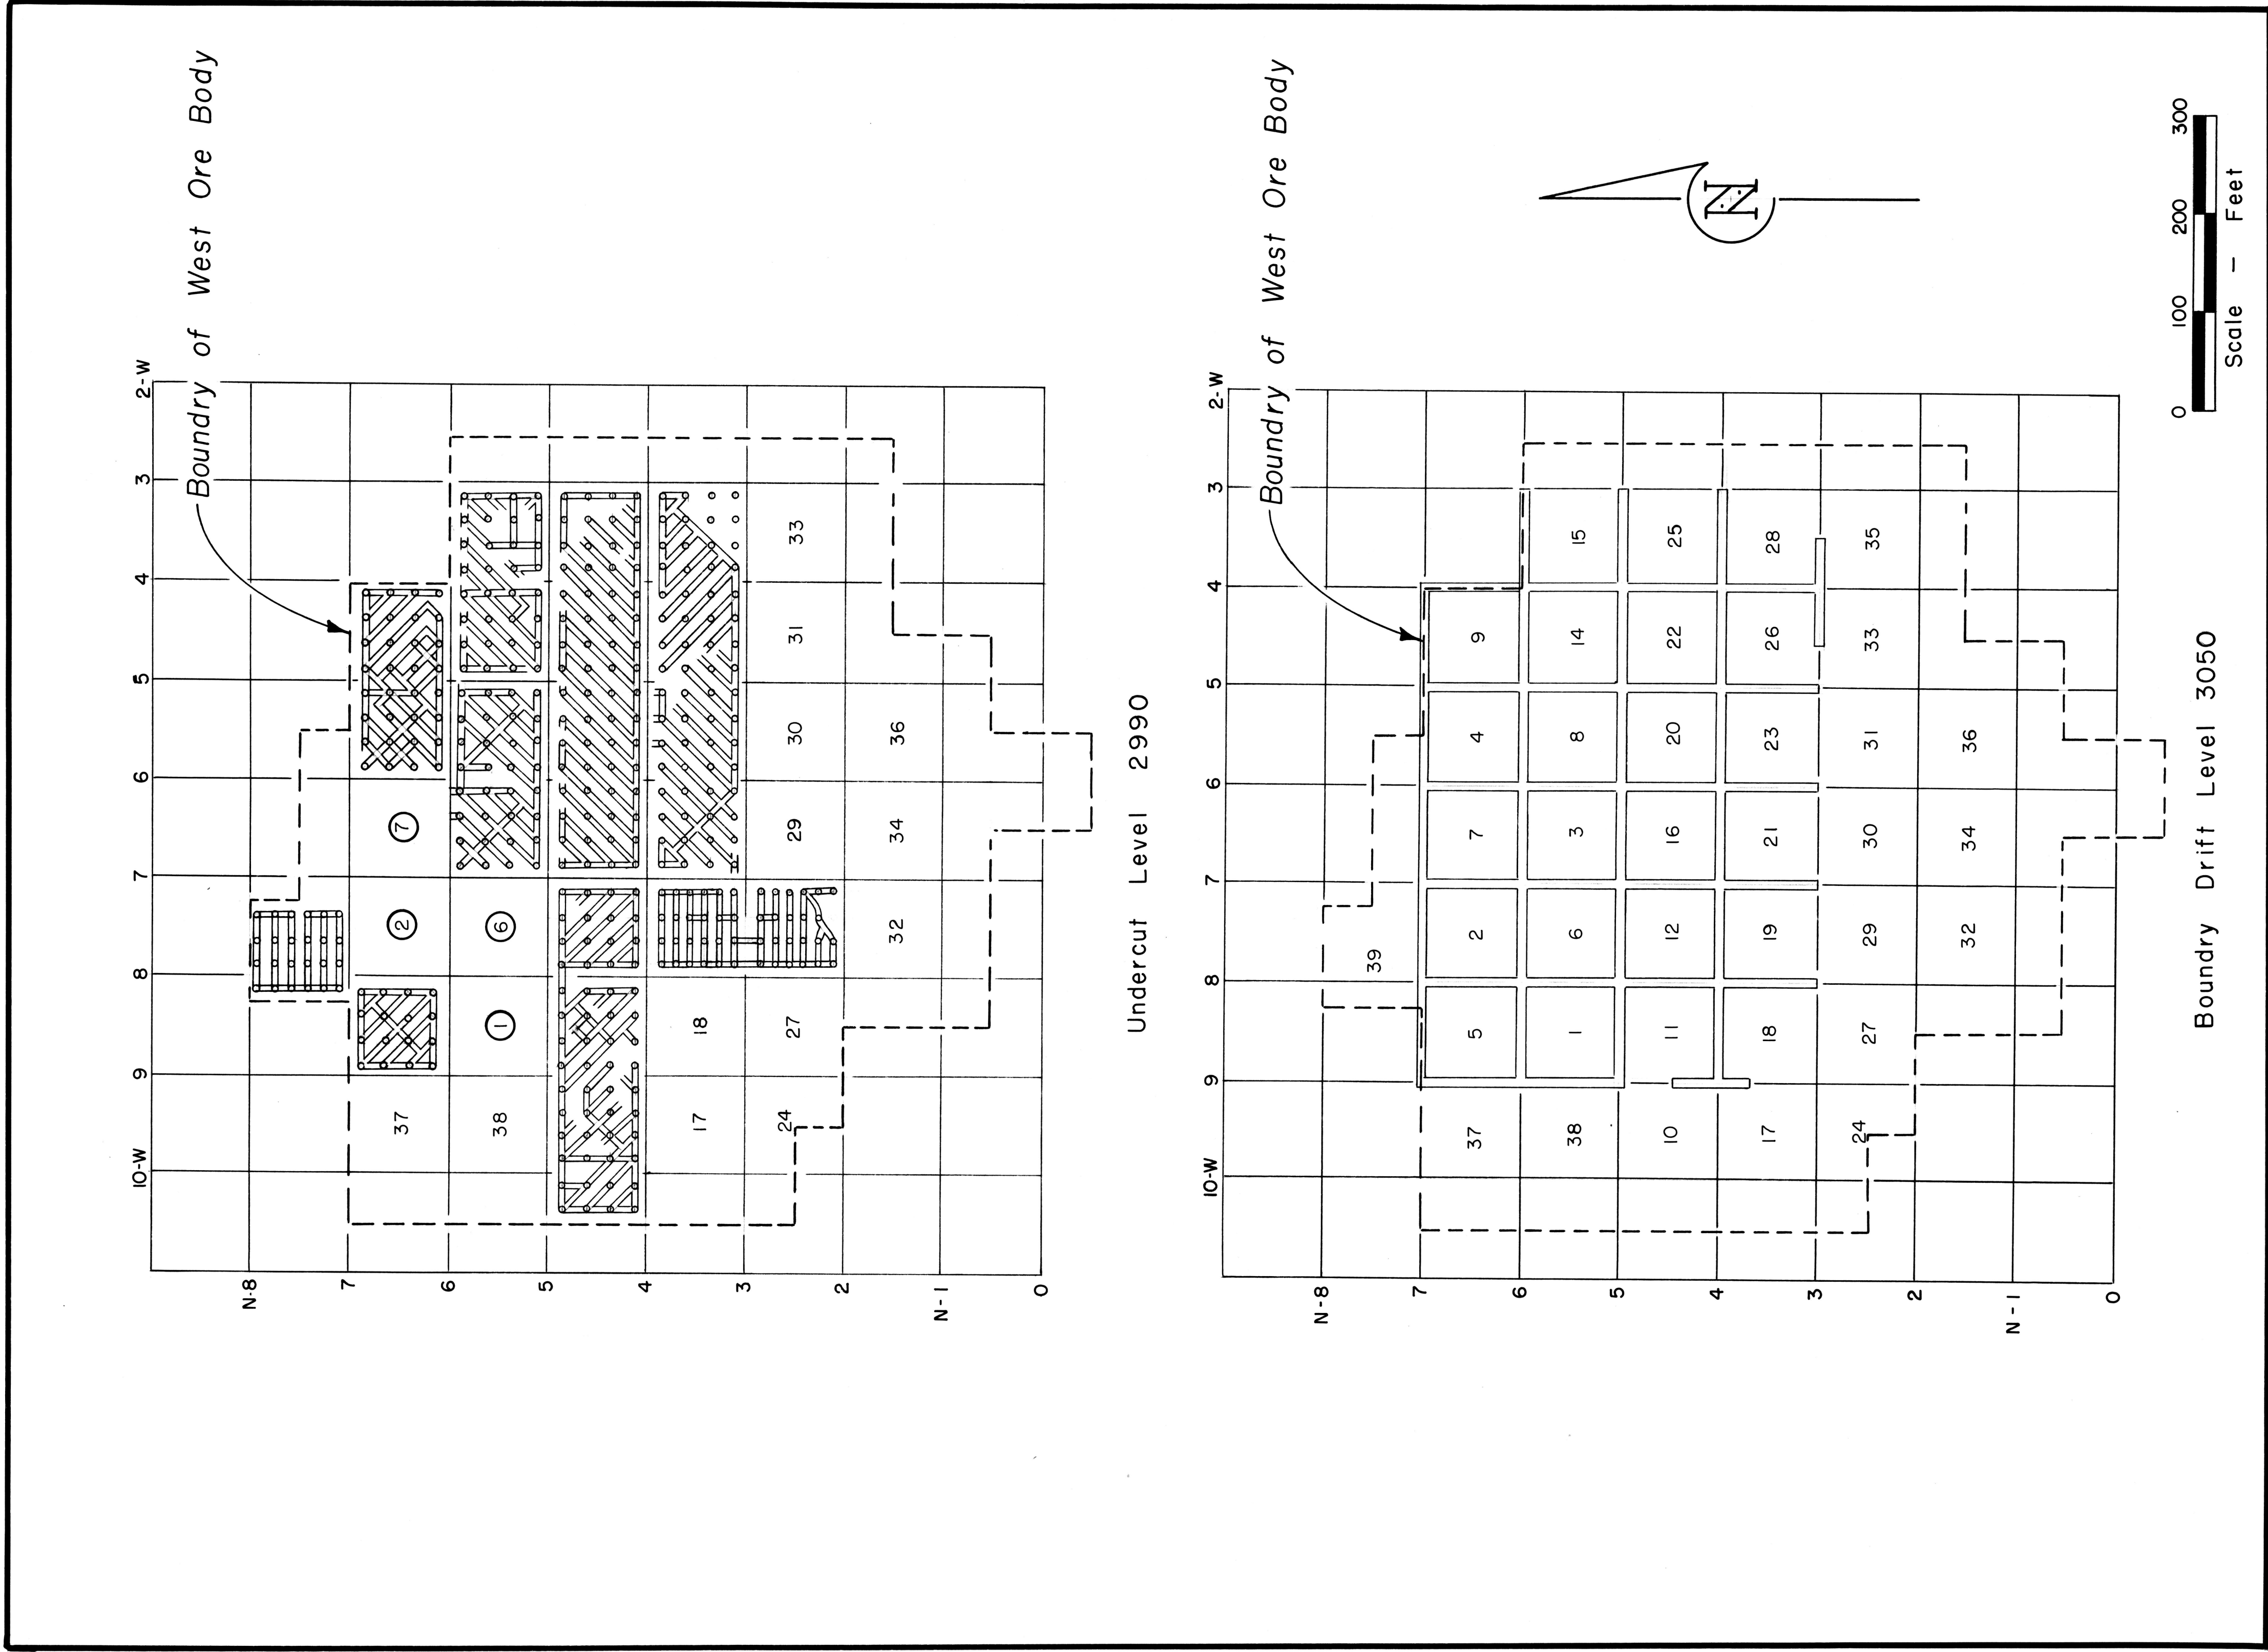 Boundry of West Ore Body
10-W 9 8 7 6 5 4 3 2-W
N-8
7
6
5
4
3
2
N-1
0
37 2 7
38 1 6
17 18
24 27 29 30 31 33
32 34 36
Undercut Level 2990
Boundry of West Ore Body
10-W 9 8 7 6 5 4 3 2-W
N-8
7
6
5
4
3
2
N-1
0
39
37 5 2 7 4 9
38 1 6 3 8 14 15
10 11 12 16 20 22 25
17 18 19 21 23 26 28
24 27 29 30 31 33 35
32 34 36
Boundry Drift Level 3050
N
0 100 200 300
Scale - Feet